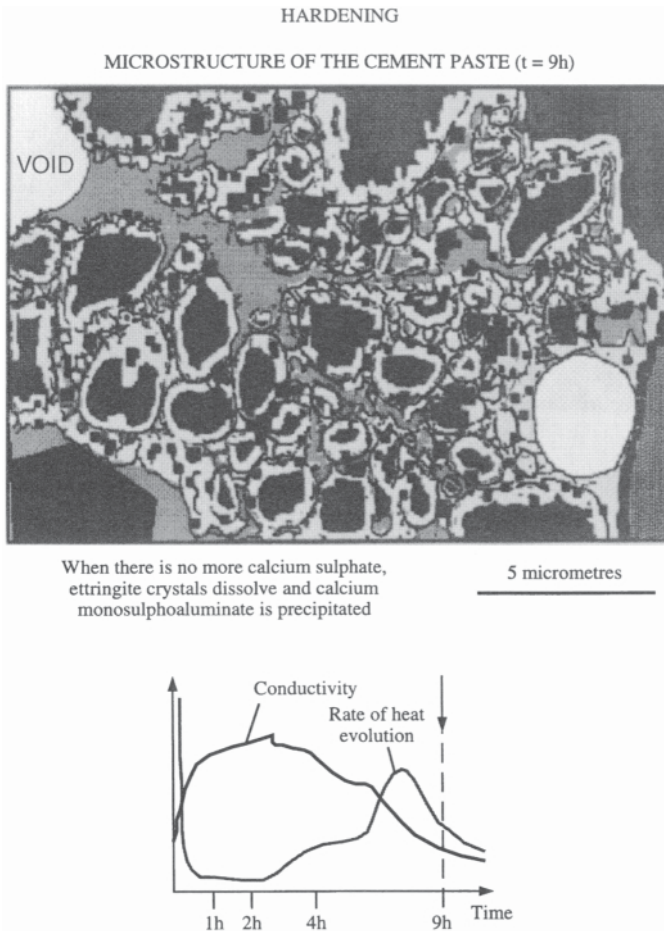 HARDENING
MICROSTRUCTURE OF THE CEMENT PASTE (t = 9h)
VOID
When there is no more calcium sulphate,
ettringite crystals dissolve and calcium
monosulphoaluminate is precipitated
5 micrometres
Conductivity
Rate of heat
evolution
1h
2h
4h
9h
Time